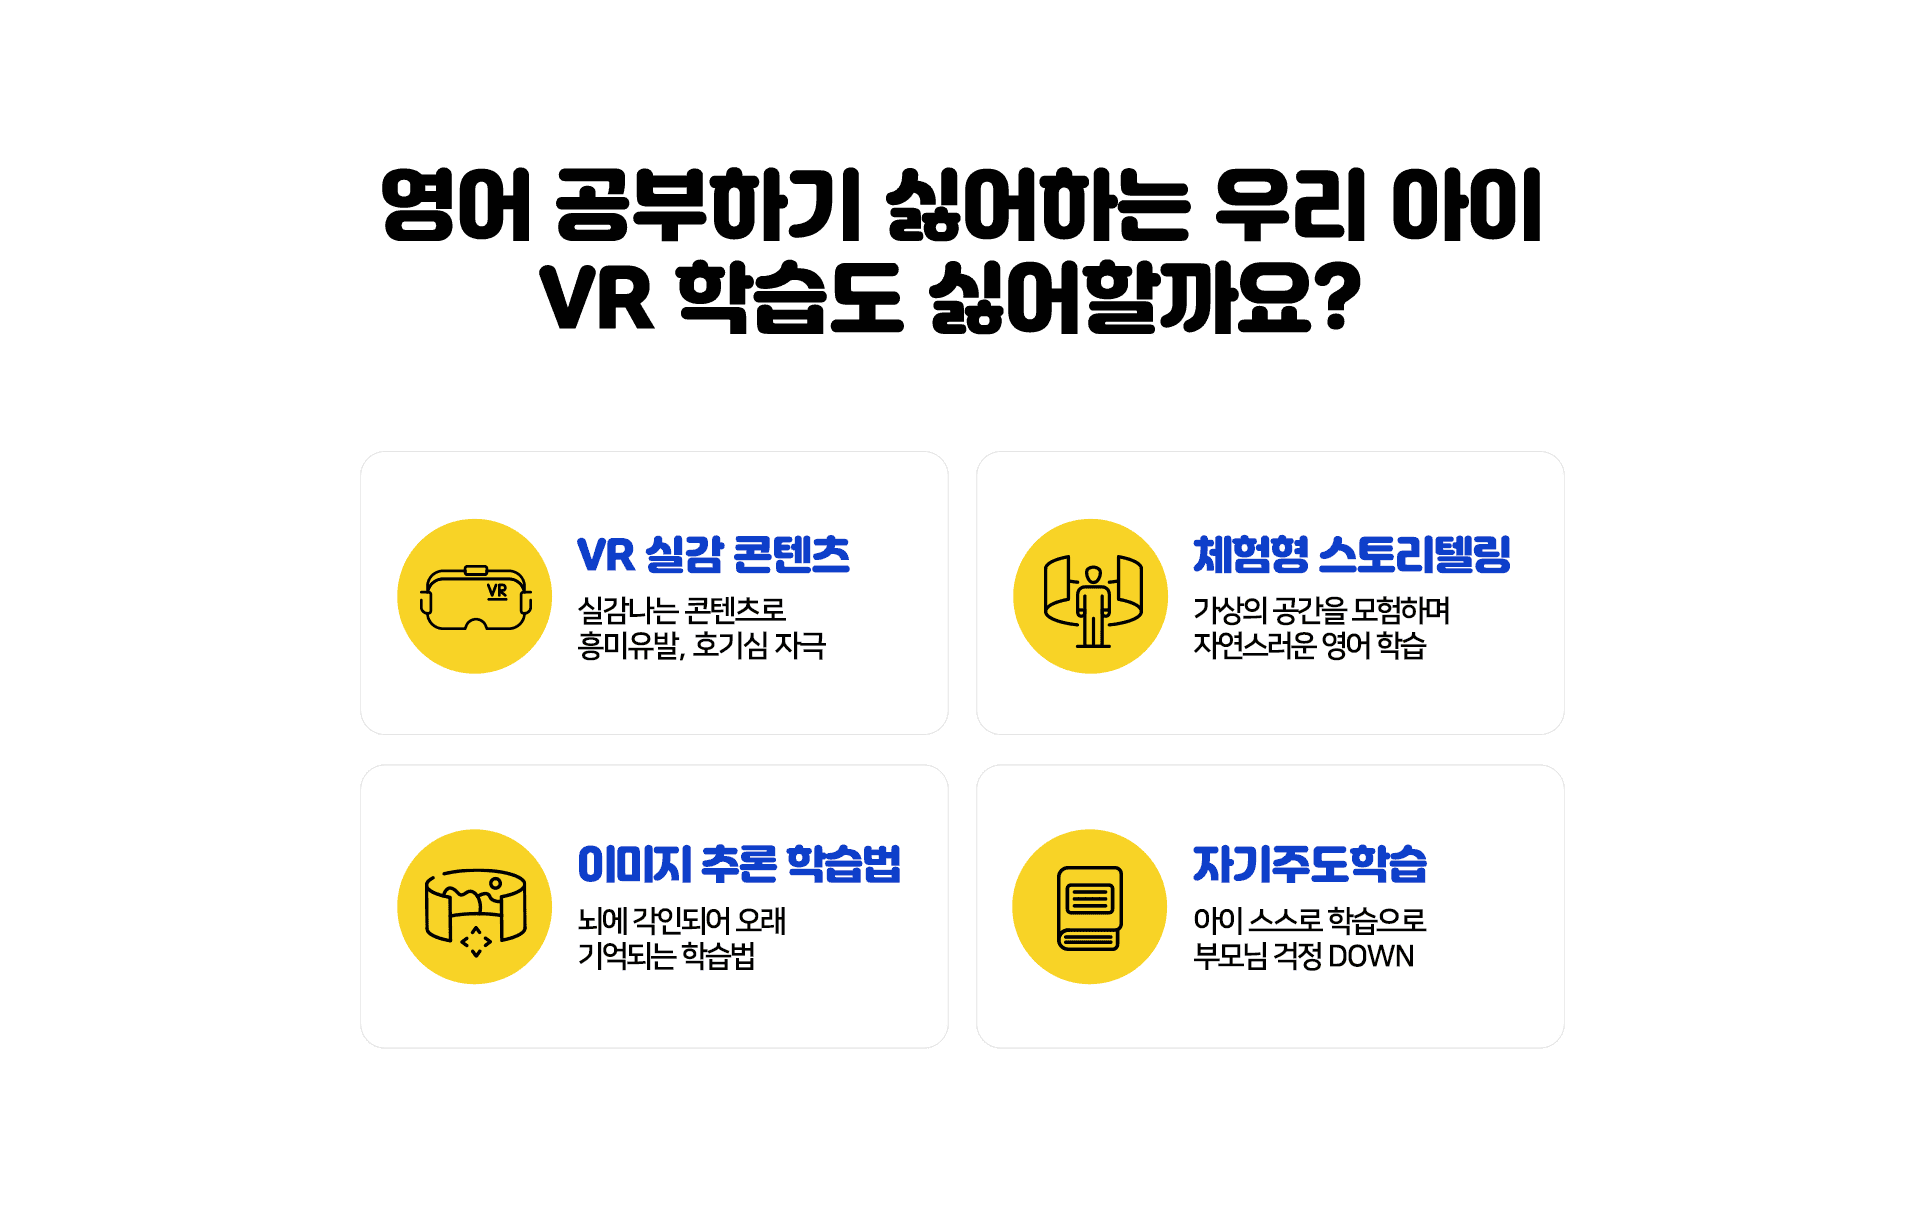 영어 공부하기 싫어하는 우리 아이
VR 학습도 싫어할까요?
VR
VR 실감 콘텐츠
실감나는 콘텐츠로
흥미유발, 호기심 자극
체험형 스토리텔링
가상의 공간을 모험하며
자연스러운 영어 학습
이미지 추론 학습법
뇌에 각인되어 오래
기억되는 학습법
자기주도학습
아이 스스로 학습으로
부모님 걱정 DOWN